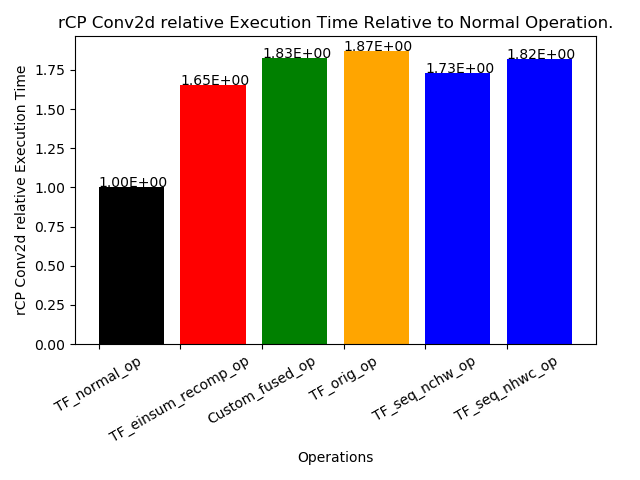 rCP Conv2d relative Execution Time Relative to Normal Operation.
rCP Conv2d relative Execution Time
1.75
1.50
1.25
1.00
0.75
0.50
0.25
0.00
1.00E+00
1.65E+00
1.83E+00
1.87E+00
1.73E+00
1.82E+00
TF_normal_op
TF_einsum_recomp_op
Custom_fused_op
TF_orig_op
TF_seq_nchw_op
TF_seq_nhwc_op
Operations